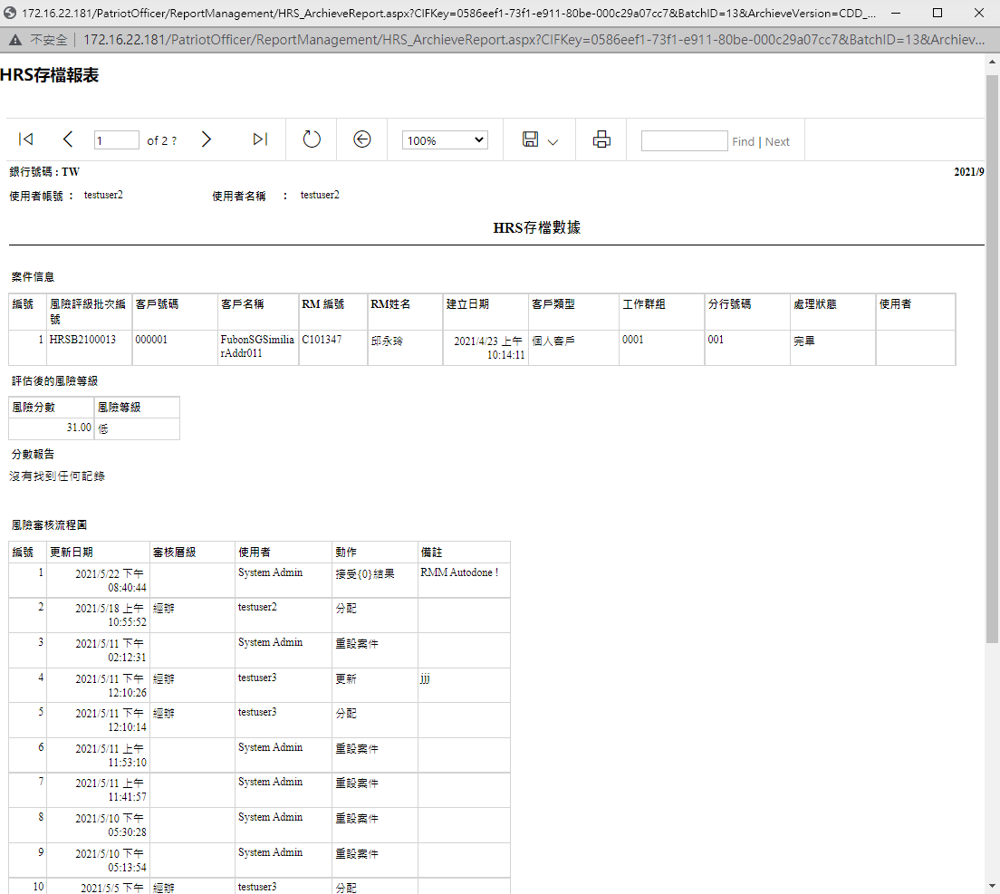 172.16.22.181/PatriotOfficer/ReportManagement/HRS_ArchieveReport.aspx?CIFKey=0586eef1-73f1-e911-80be-000c29a07cc7&BatchID=13&ArchieveVersion=CDD_...
不安全 | 172.16.22.181/PatriotOfficer/ReportManagement/HRS_ArchieveReport.aspx?CIFKey=0586eef1-73f1-e911-80be-000c29a07cc7&BatchID=13&Archiev...
HRS存檔報表
1 of 2 ? 100% Find | Next
銀行號碼 : TW 2021/9
使用者帳號 : testuser2 使用者名稱 : testuser2
HRS存檔數據
案件信息
編號 風險評級批次編號 客戶號碼 客戶名稱 RM 編號 RM姓名 建立日期 客戶類型 工作群組 分行號碼 處理狀態 使用者
1 HRSB2100013 000001 FubonSGSimiliarAddr011 C101347 邱永玲 2021/4/23 上午 10:14:11 個人客戶 0001 001 完畢
評估後的風險等級
風險分數 風險等級
31.00 低
分數報告
沒有找到任何記錄
風險審核流程圖
編號 更新日期 審核層級 使用者 動作 備註
1 2021/5/22 下午 08:40:44 System Admin 接受{0}結果 RMM Autodone !
2 2021/5/18 上午 10:55:52 經辦 testuser2 分配
3 2021/5/11 下午 02:12:31 System Admin 重設案件
4 2021/5/11 下午 12:10:26 經辦 testuser3 更新 jjj
5 2021/5/11 下午 12:10:14 經辦 testuser3 分配
6 2021/5/11 上午 11:53:10 System Admin 重設案件
7 2021/5/11 上午 11:41:57 System Admin 重設案件
8 2021/5/10 下午 05:30:28 System Admin 重設案件
9 2021/5/10 下午 05:13:54 System Admin 重設案件
10 2021/5/5 下午 經辦 testuser3 分配